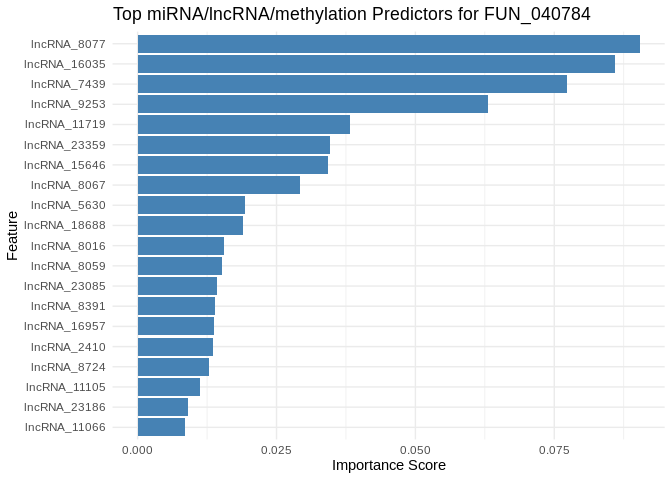 Top miRNA/lncRNA/methylation Predictors for FUN_040784
Feature
lncRNA_8077
lncRNA_16035
lncRNA_7439
lncRNA_9253
lncRNA_11719
lncRNA_23359
lncRNA_15646
lncRNA_8067
lncRNA_5630
lncRNA_18688
lncRNA_8016
lncRNA_8059
lncRNA_23085
lncRNA_8391
lncRNA_16957
lncRNA_2410
lncRNA_8724
lncRNA_11105
lncRNA_23186
lncRNA_11066
0.000 0.025 0.050 0.075
Importance Score